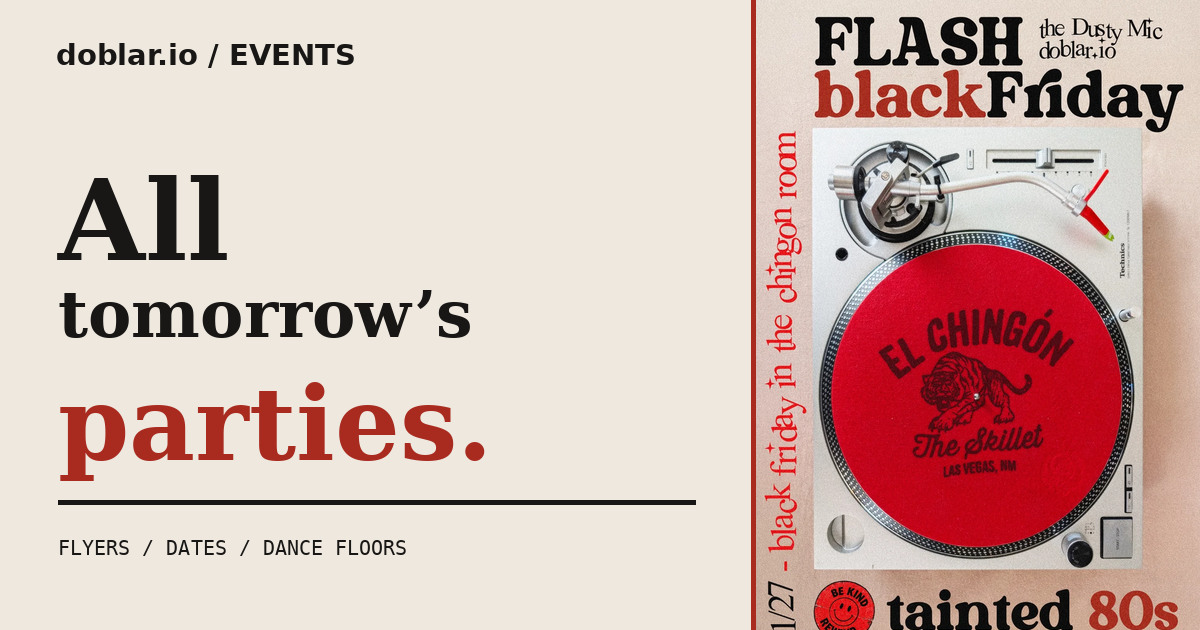 doblar.io / EVENTS
All
tomorrow’s
parties.
FLYERS / DATES / DANCE FLOORS
FLASH
the Dusty Mic
doblar.io
blackFriday
1/27 - black friday in the chingon room
Technics
EL CHINGÓN
The Skillet
LAS VEGAS, NM
BE KIND
tainted 80s